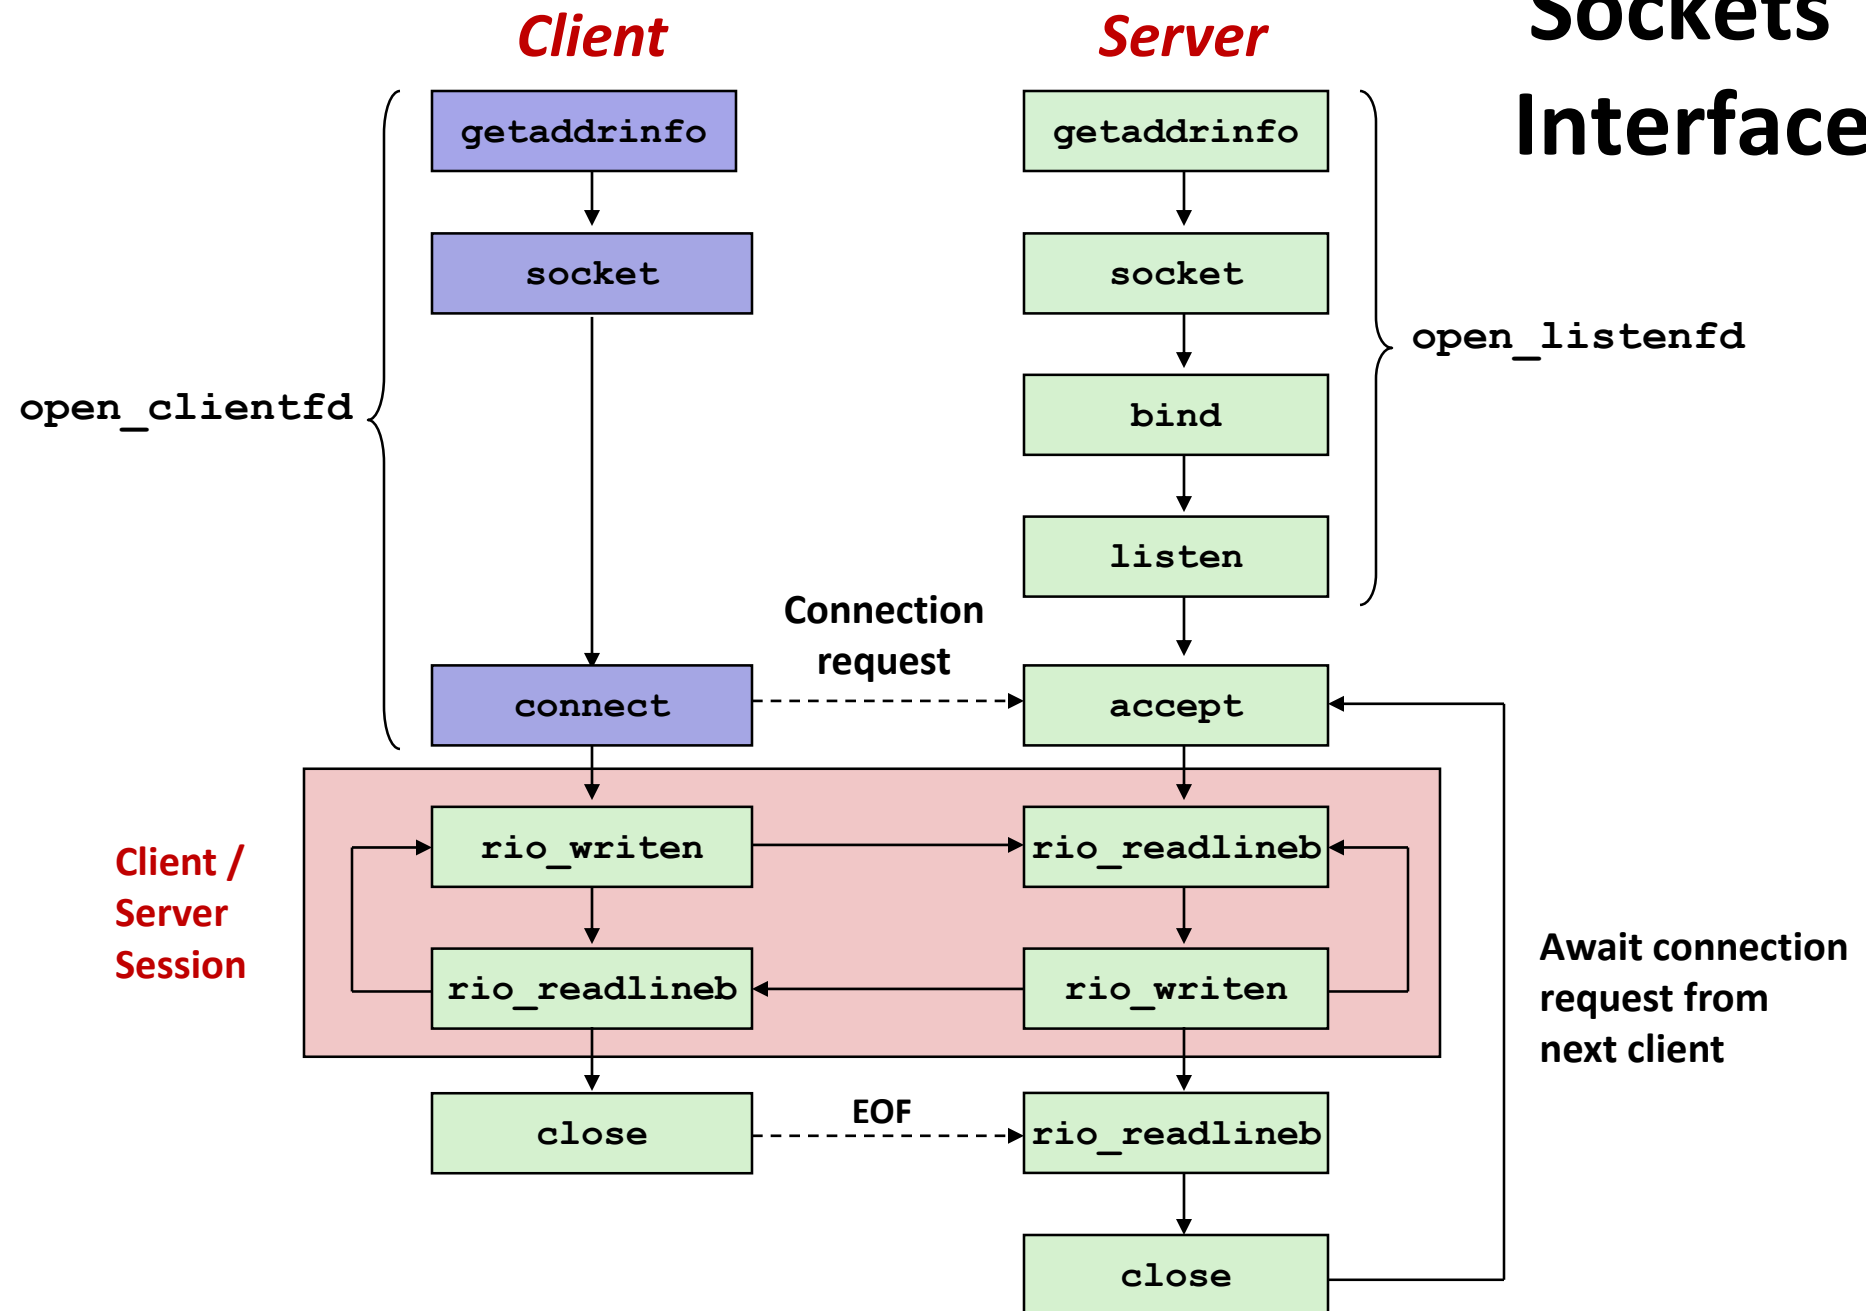 Sockets
Interface
Client
Server
getaddrinfo
getaddrinfo
socket
socket
open_listenfd
open_clientfd
bind
listen
Connection
request
connect
accept
Client /
Server
Session
rio_writen
rio_readlineb
rio_readlineb
rio_writen
Await connection
request from
next client
close
EOF
rio_readlineb
close